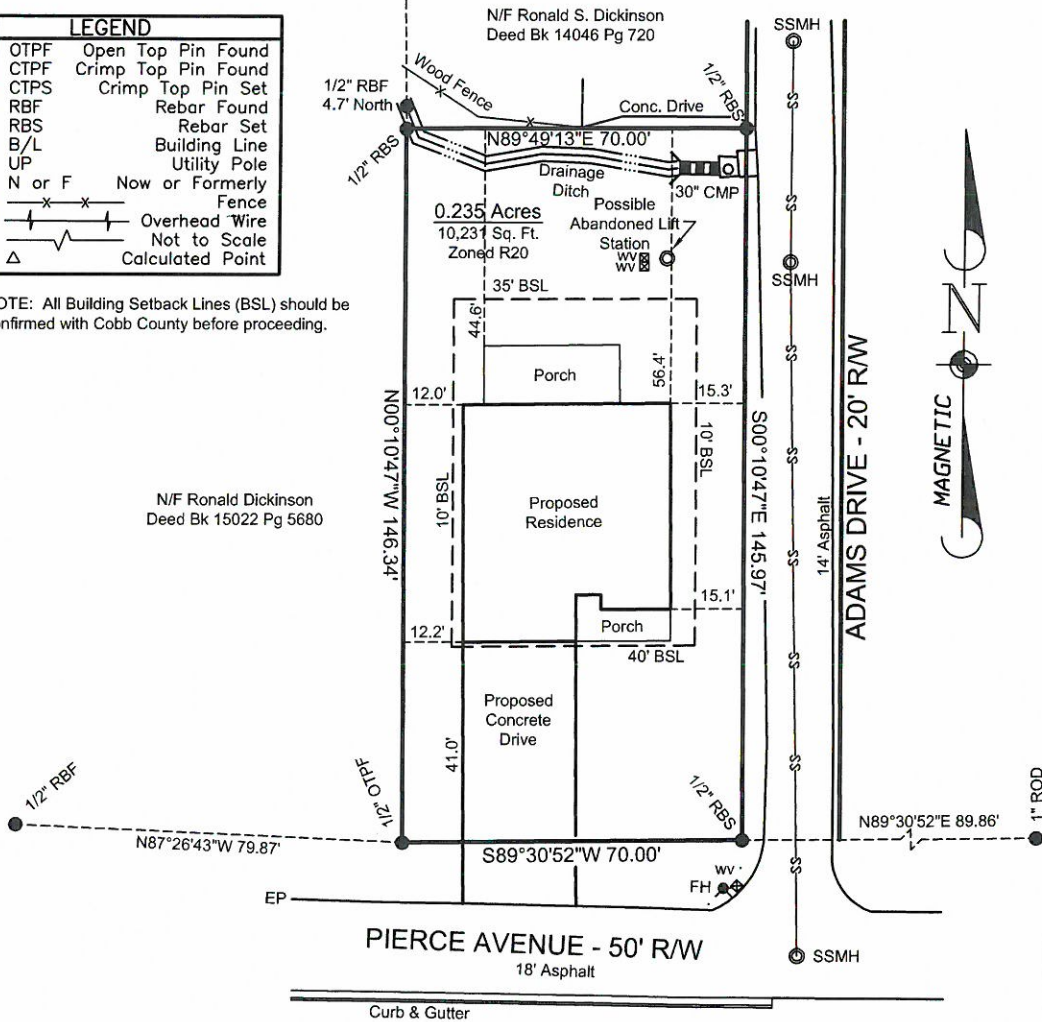 LEGEND
OTPF Open Top Pin Found
CTPF Crimp Top Pin Found
CTPS Crimp Top Pin Set
RBF Rebar Found
RBS Rebar Set
B/L Building Line
UP Utility Pole
N or F Now or Formerly
x x Fence
Overhead Wire
Not to Scale
Calculated Point
OTE: All Building Setback Lines (BSL) should be
nfirmed with Cobb County before proceeding.
N/F Ronald S. Dickinson
Deed Bk 14046 Pg 720
SSMH
Wood Fence
x
x
1/2" RBF
4.7' North
Conc. Drive
1/2" RBS
1/2" RBS
N89°49'13"E 70.00'
Drainage
Ditch
30" CMP
0.235 Acres
10,231 Sq. Ft.
Zoned R20
Possible
Abandoned Lift
Station
WV
WV
SS
SS
SSMH
35' BSL
44.6'
56.4'
Porch
12.0'
15.3'
N00°10'47"W 146.34'
10' BSL
10' BSL
S00°10'47"E 145.97'
Proposed
Residence
N/F Ronald Dickinson
Deed Bk 15022 Pg 5680
SS
SS
SS
14' Asphalt
ADAMS DRIVE - 20' R/W
N
MAGNETIC
15.1'
Porch
12.2'
40' BSL
SS
Proposed
Concrete
Drive
41.0'
SS
1/2" RBF
1/2" OTPF
1/2" RBS
1" ROD
N87°26'43"W 79.87'
S89°30'52"W 70.00'
N89°30'52"E 89.86'
SS
WV
FH
EP
PIERCE AVENUE - 50' R/W
18' Asphalt
SSMH
Curb & Gutter